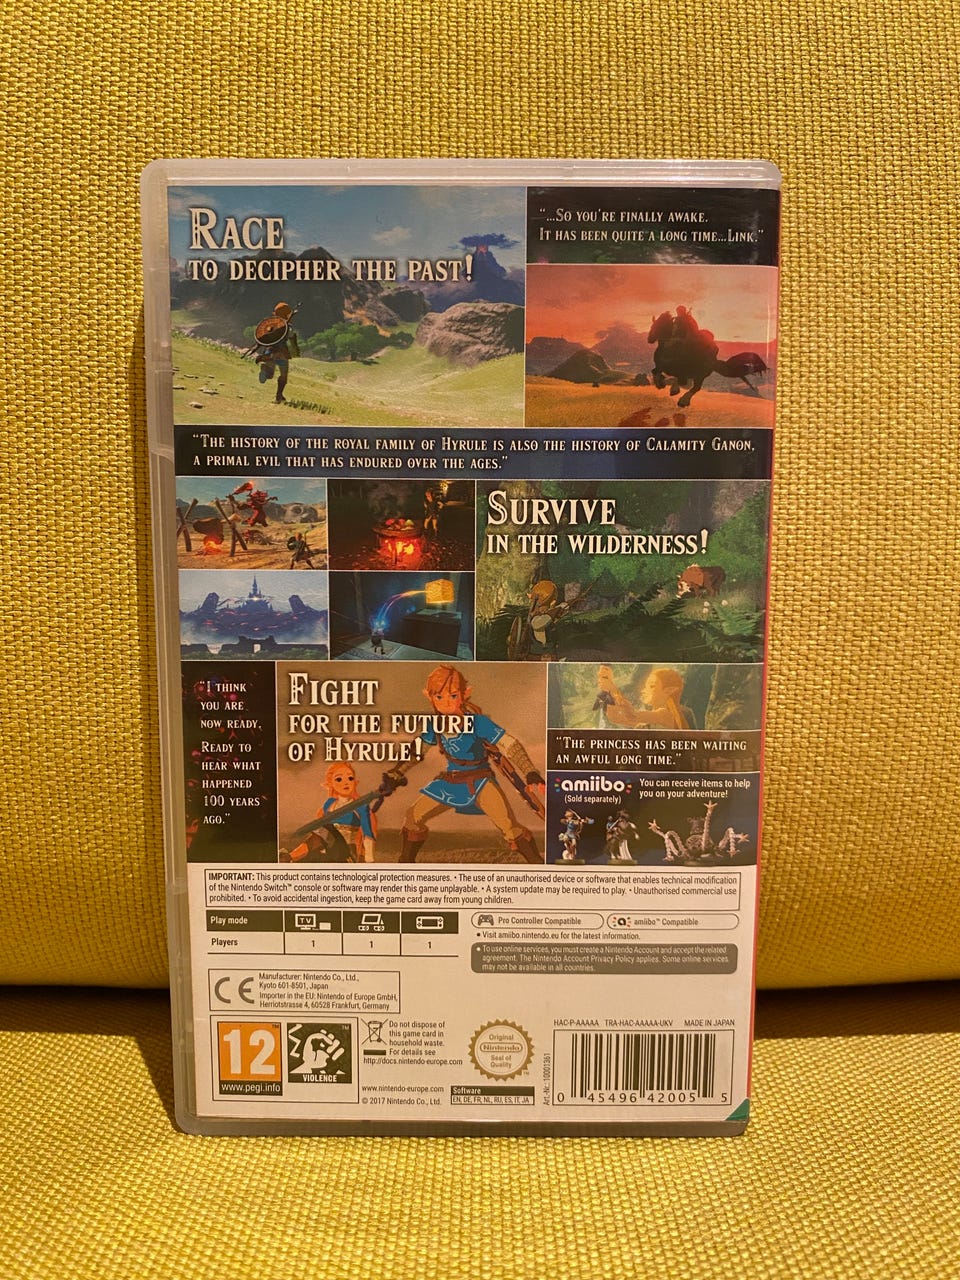 RACE
TO DECIPHER THE PAST!
"...SO YOU'RE FINALLY AWAKE.
IT HAS BEEN QUITE A LONG TIME...LINK."
"THE HISTORY OF THE ROYAL FAMILY OF HYRULE IS ALSO THE HISTORY OF CALAMITY GANON,
A PRIMAL EVIL THAT HAS ENDURED OVER THE AGES."
SURVIVE
IN THE WILDERNESS!
"I THINK
YOU ARE
NOW READY.
READY TO
HEAR WHAT
HAPPENED
100 YEARS
AGO."
FIGHT
FOR THE FUTURE
OF HYRULE!
"THE PRINCESS HAS BEEN WAITING
AN AWFUL LONG TIME."
amiibo
(Sold separately)
You can receive items to help
you on your adventure!
IMPORTANT: This product contains technological protection measures. • The use of an unauthorised device or software that enables technical modification
of the Nintendo Switch™ console or software may render this game unplayable. • A system update may be required to play. • Unauthorised commercial use
prohibited. • To avoid accidental ingestion, keep the game card away from young children.
Play mode
TV
Players 1 1 1
Pro Controller Compatible
amiibo™ Compatible
• Visit amiibo.nintendo.eu for the latest information.
• To use online services, you must create a Nintendo Account and accept the related
agreement. The Nintendo Account Privacy Policy applies. Some online services
may not be available in all countries.
CE
Manufacturer: Nintendo Co., Ltd.,
Kyoto 601-8501, Japan
Importer in the EU: Nintendo of Europe GmbH,
Herriotstrasse 4, 60528 Frankfurt, Germany
12™
www.pegi.info
™
VIOLENCE
Do not dispose of
this game card in
household waste.
For details see
http://docs.nintendo-europe.com
www.nintendo-europe.com
© 2017 Nintendo Co., Ltd.
Original
Nintendo
Seal of
Quality
™
Software
EN, DE, FR, NL, RU, ES, IT, JA
Art.-Nr.: 10001361
HAC-P-AAAAA TRA-HAC-AAAAA-UKV MADE IN JAPAN
0 45496 42005 5